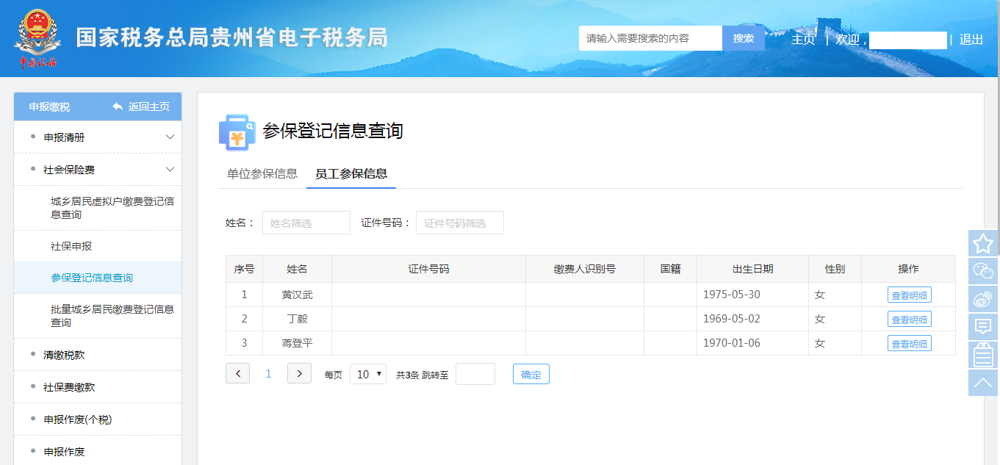 国家税务总局贵州省电子税务局
请输入需要搜索的内容 搜索 主页 | 欢迎 , | 退出
中国税务
申报缴税 返回主页
申报清册
社会保险费
城乡居民虚拟户缴费登记信
息查询
社保申报
参保登记信息查询
批量城乡居民缴费登记信息
查询
清缴税款
社保费缴款
申报作废(个税)
申报作废
参保登记信息查询
单位参保信息 员工参保信息
姓名： 姓名筛选 证件号码： 证件号码筛选
序号 姓名 证件号码 缴费人识别号 国籍 出生日期 性别 操作
1 黄汉武 1975-05-30 女 查看明细
2 丁毅 1969-05-02 女 查看明细
3 蒋登平 1970-01-06 女 查看明细
< 1 > 每页 10 ▼ 共3条 跳转至 确定